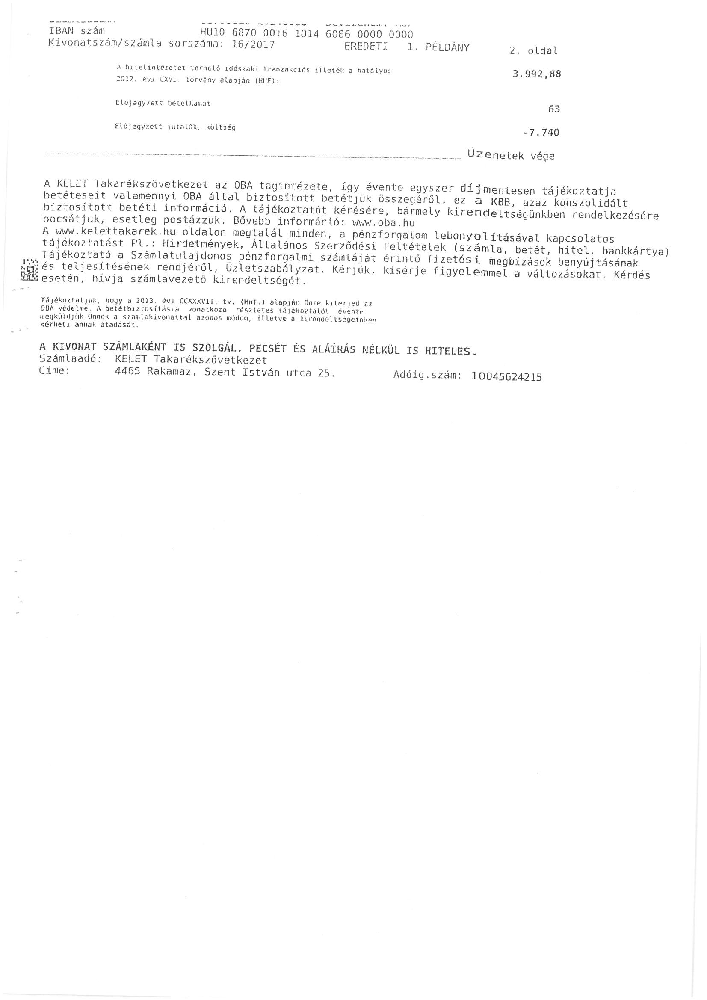 IBAN szám HU10 6870 0016 1014 6086 0000 0000
Kivonatszám/számla sorszáma: 16/2017 EREDETI 1. PÉLDÁNY 2. oldal
A hitelintézetet terhelő időszaki tranzakciós illeték a hatályos 3.992,88
2012. évi CXVI. törvény alapján (HUF):
Előjegyzett betétkamat 63
Előjegyzett jutalék, költség -7.740
Üzenetek vége
A KELET Takarékszövetkezet az OBA tagintézete, így évente egyszer díjmentesen tájékoztatja
betéteseit valamennyi OBA által biztosított betétjük összegéről, ez a KBB, azaz konszolidált
biztosított betéti információ. A tájékoztatót kérésére, bármely kirendeltségünkben rendelkezésére
bocsátjuk, esetleg postázzuk. Bővebb információ: www.oba.hu
A www.kelettakarek.hu oldalon megtalál minden, a pénzforgalom lebonyolításával kapcsolatos
tájékoztatást Pl.: Hirdetmények, Általános Szerződési Feltételek (számla, betét, hitel, bankkártya)
Tájékoztató a Számlatulajdonos pénzforgalmi számláját érintő fizetési megbízások benyújtásának
és teljesítésének rendjéről, Üzletszabályzat. Kérjük, kísérje figyelemmel a változásokat. Kérdés
esetén, hívja számlavezető kirendeltségét.
Tájékoztatjuk, hogy a 2013. évi CCXXXVII. tv. (Hpt.) alapján Önre kiterjed az
OBA védelme. A betétbiztosításra vonatkozó részletes tájékoztatót évente
megküldjük Önnek a számlakivonattal azonos módon, illetve a kirendeltségeinken
kérheti annak átadását.
A KIVONAT SZÁMLAKÉNT IS SZOLGÁL. PECSÉT ÉS ALÁÍRÁS NÉLKÜL IS HITELES.
Számlaadó: KELET Takarékszövetkezet
Címe: 4465 Rakamaz, Szent István utca 25. Adóig.szám: 10045624215